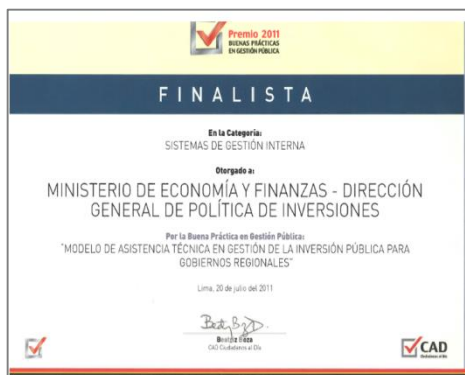 Premio 2011
BUENAS PRÁCTICAS
EN GESTIÓN PÚBLICA
FINALISTA
En la Categoría:
SISTEMAS DE GESTIÓN INTERNA
Otorgado a:
MINISTERIO DE ECONOMÍA Y FINANZAS - DIRECCIÓN
GENERAL DE POLÍTICA DE INVERSIONES
Por la Buena Práctica en Gestión Pública:
"MODELO DE ASISTENCIA TÉCNICA EN GESTIÓN DE LA INVERSIÓN PÚBLICA PARA
GOBIERNOS REGIONALES"
Lima, 20 de julio del 2011
Beatriz Boza
CAD Ciudadanos al Día
CAD
Ciudadanos al Día